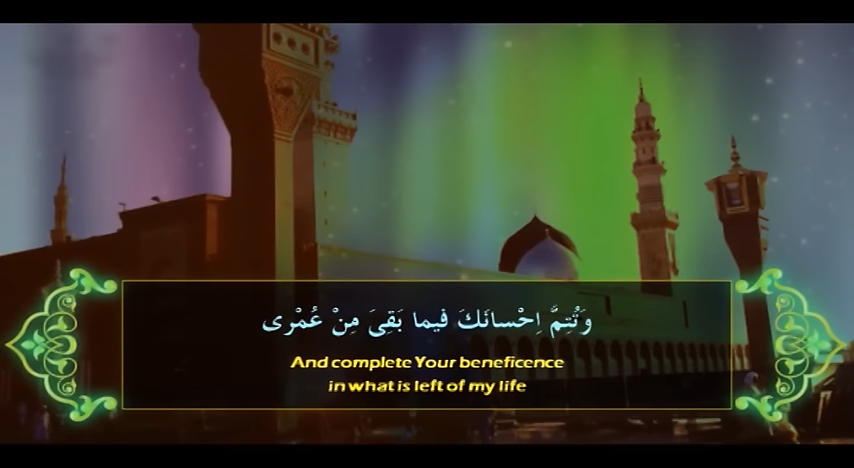 وَتُتِمَّ اِحْسانَكَ فيما بَقِىَ مِنْ عُمْرى
And complete Your beneficence
in what is left of my life